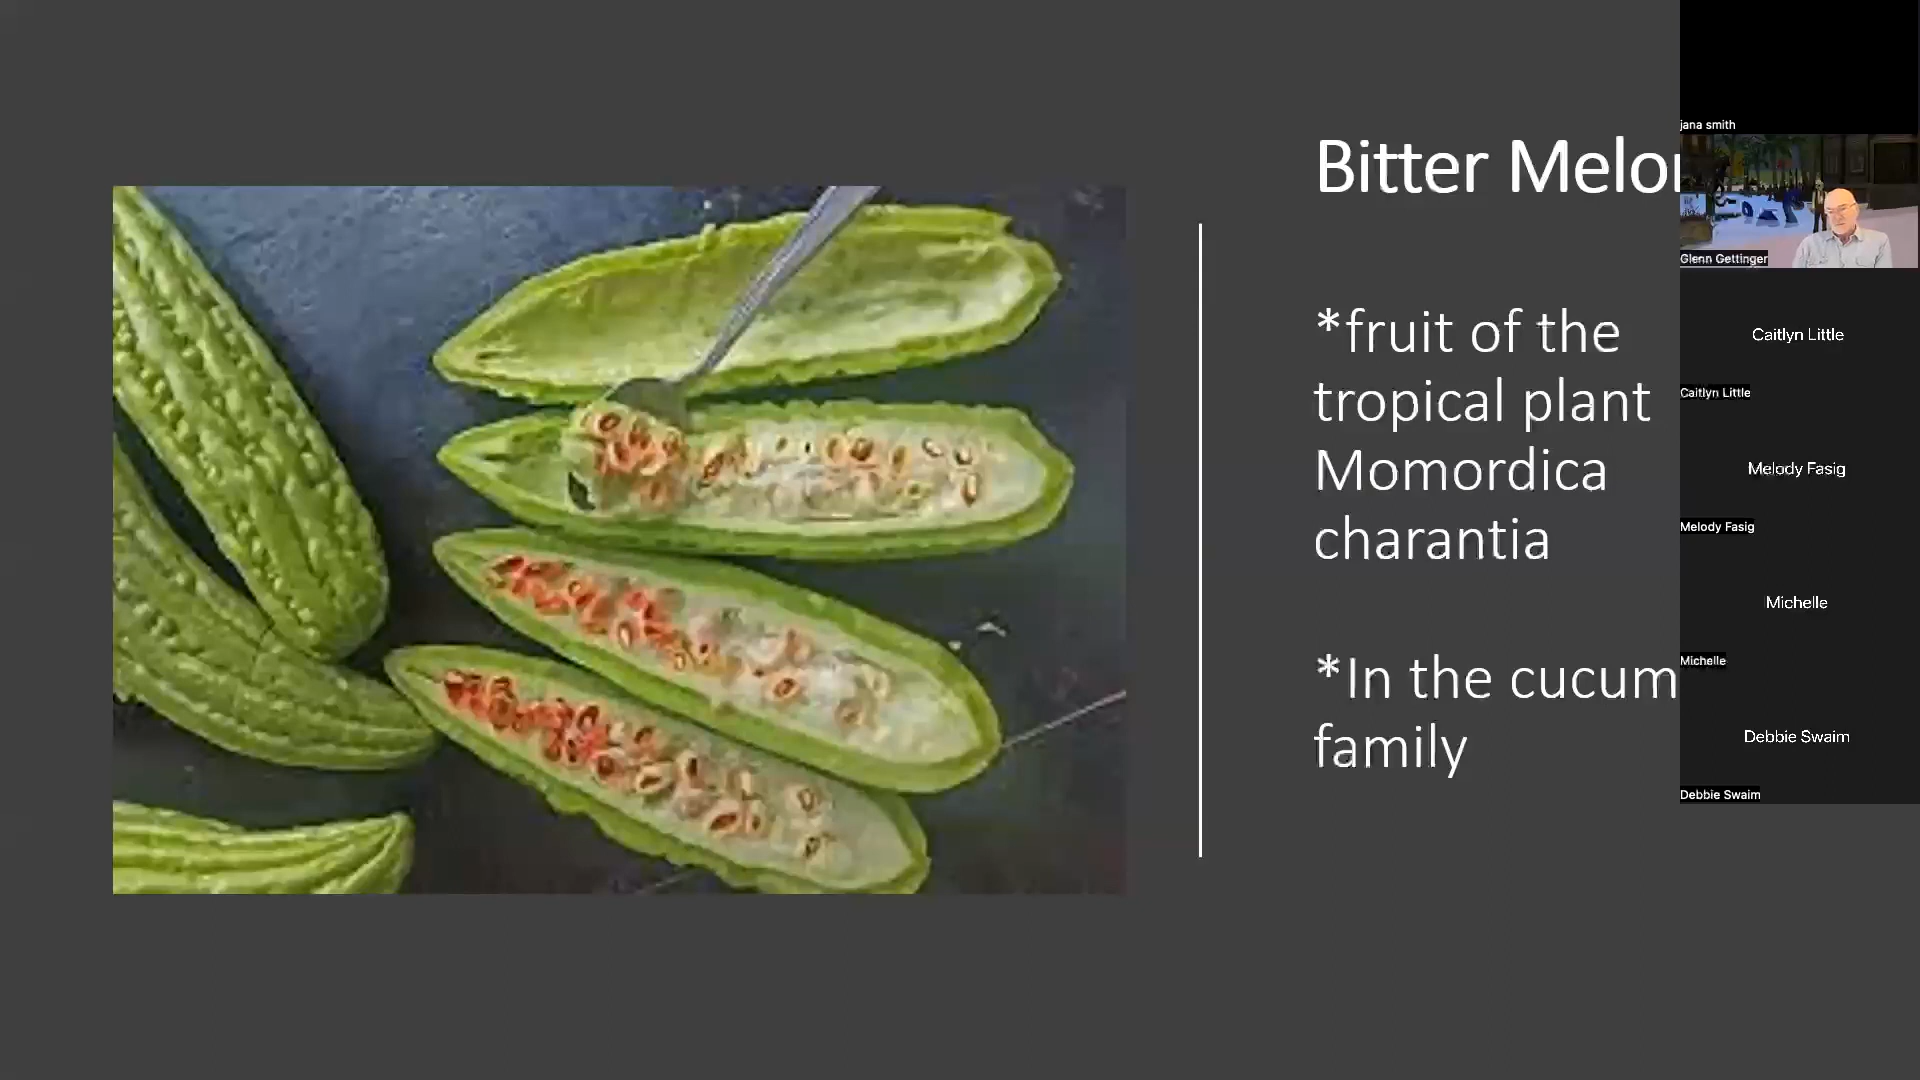 Bitter Melon
*fruit of the
tropical plant
Momordica
charantia
*In the cucum
family
jana smith
Glenn Gettinger
Caitlyn Little
Caitlyn Little
Melody Fasig
Melody Fasig
Michelle
Michelle
Debbie Swaim
Debbie Swaim